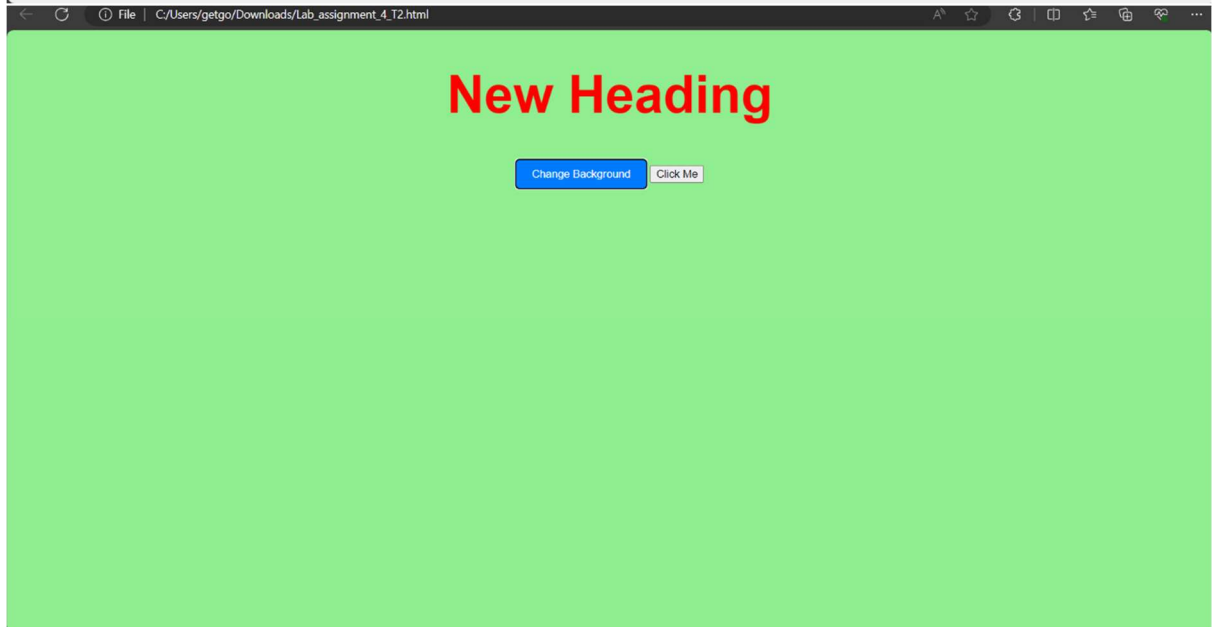 File | C:/Users/getgo/Downloads/Lab_assignment_4_T2.html
New Heading
Change Background Click Me